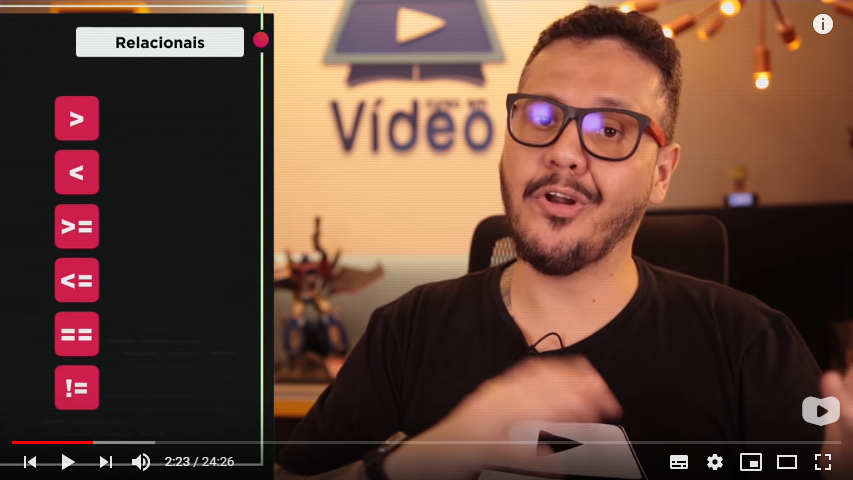 Relacionais
>
<
>=
<=
==
!=
Vídeo
2:23 / 24:26